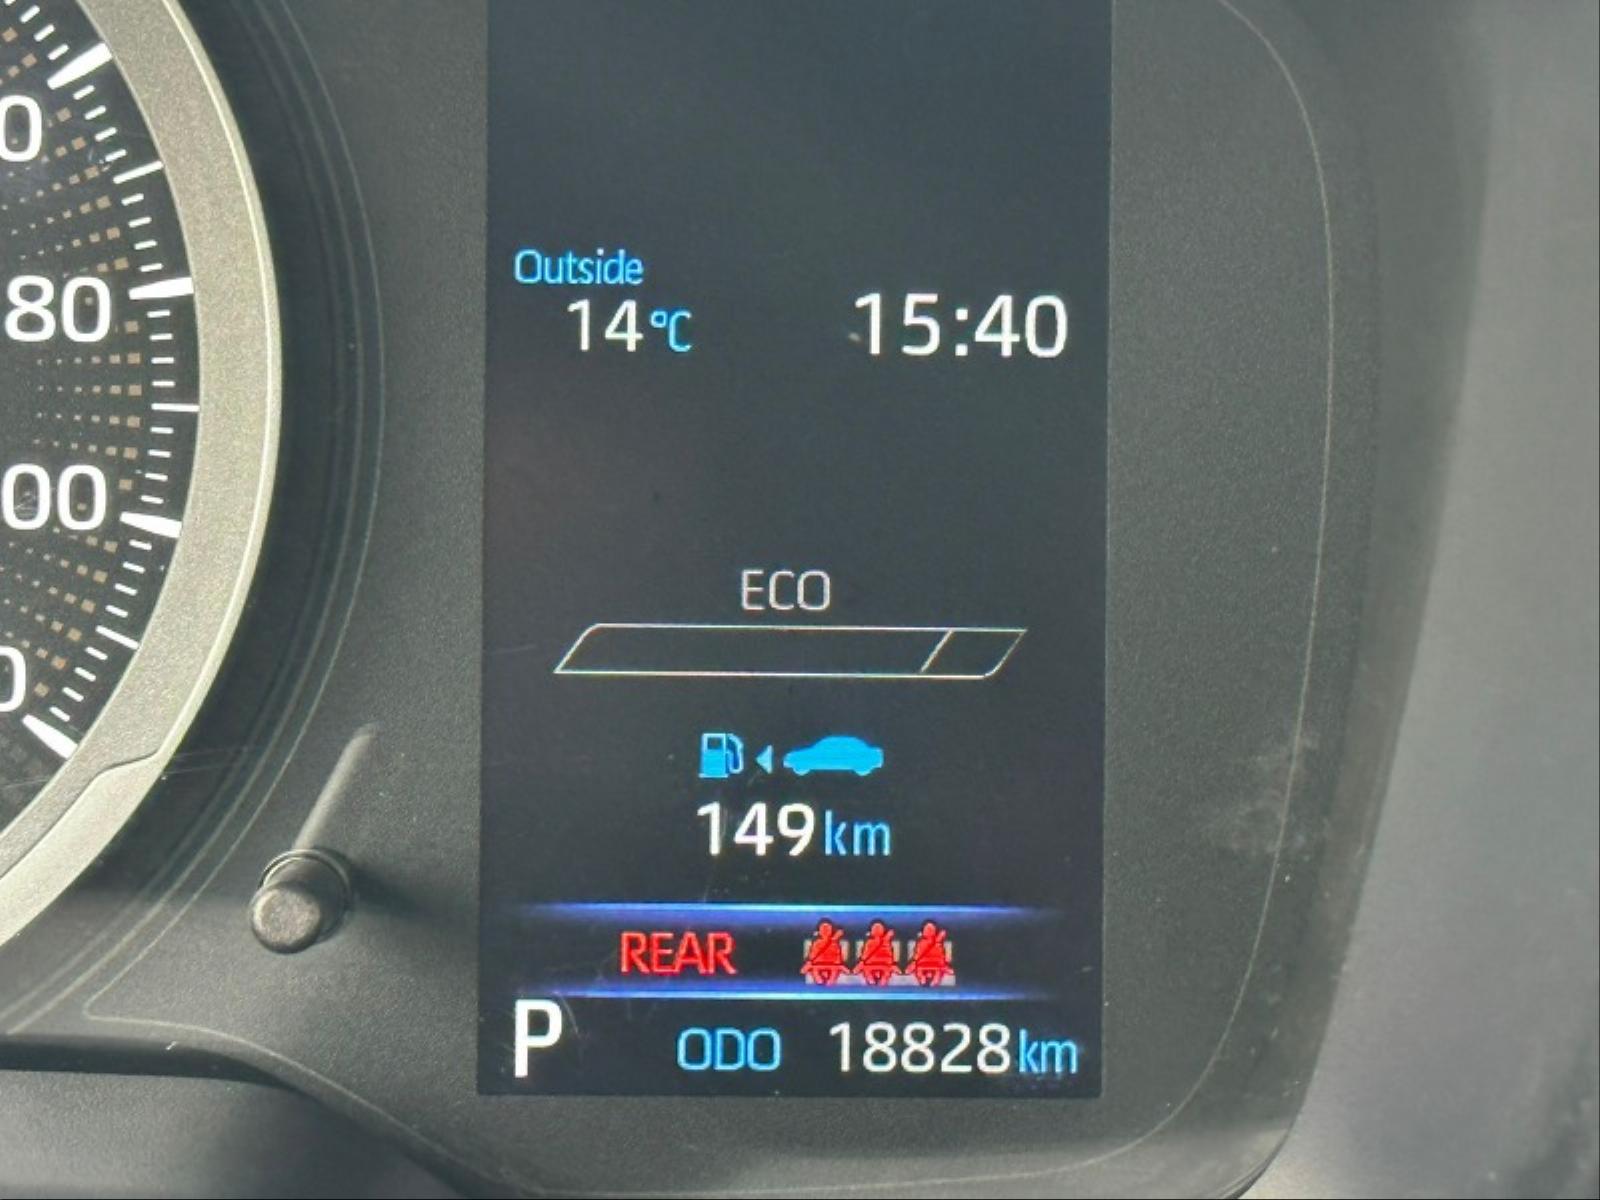 Outside
14°C 15:40
80
00
ECO
149km
REAR
P ODO 18828km